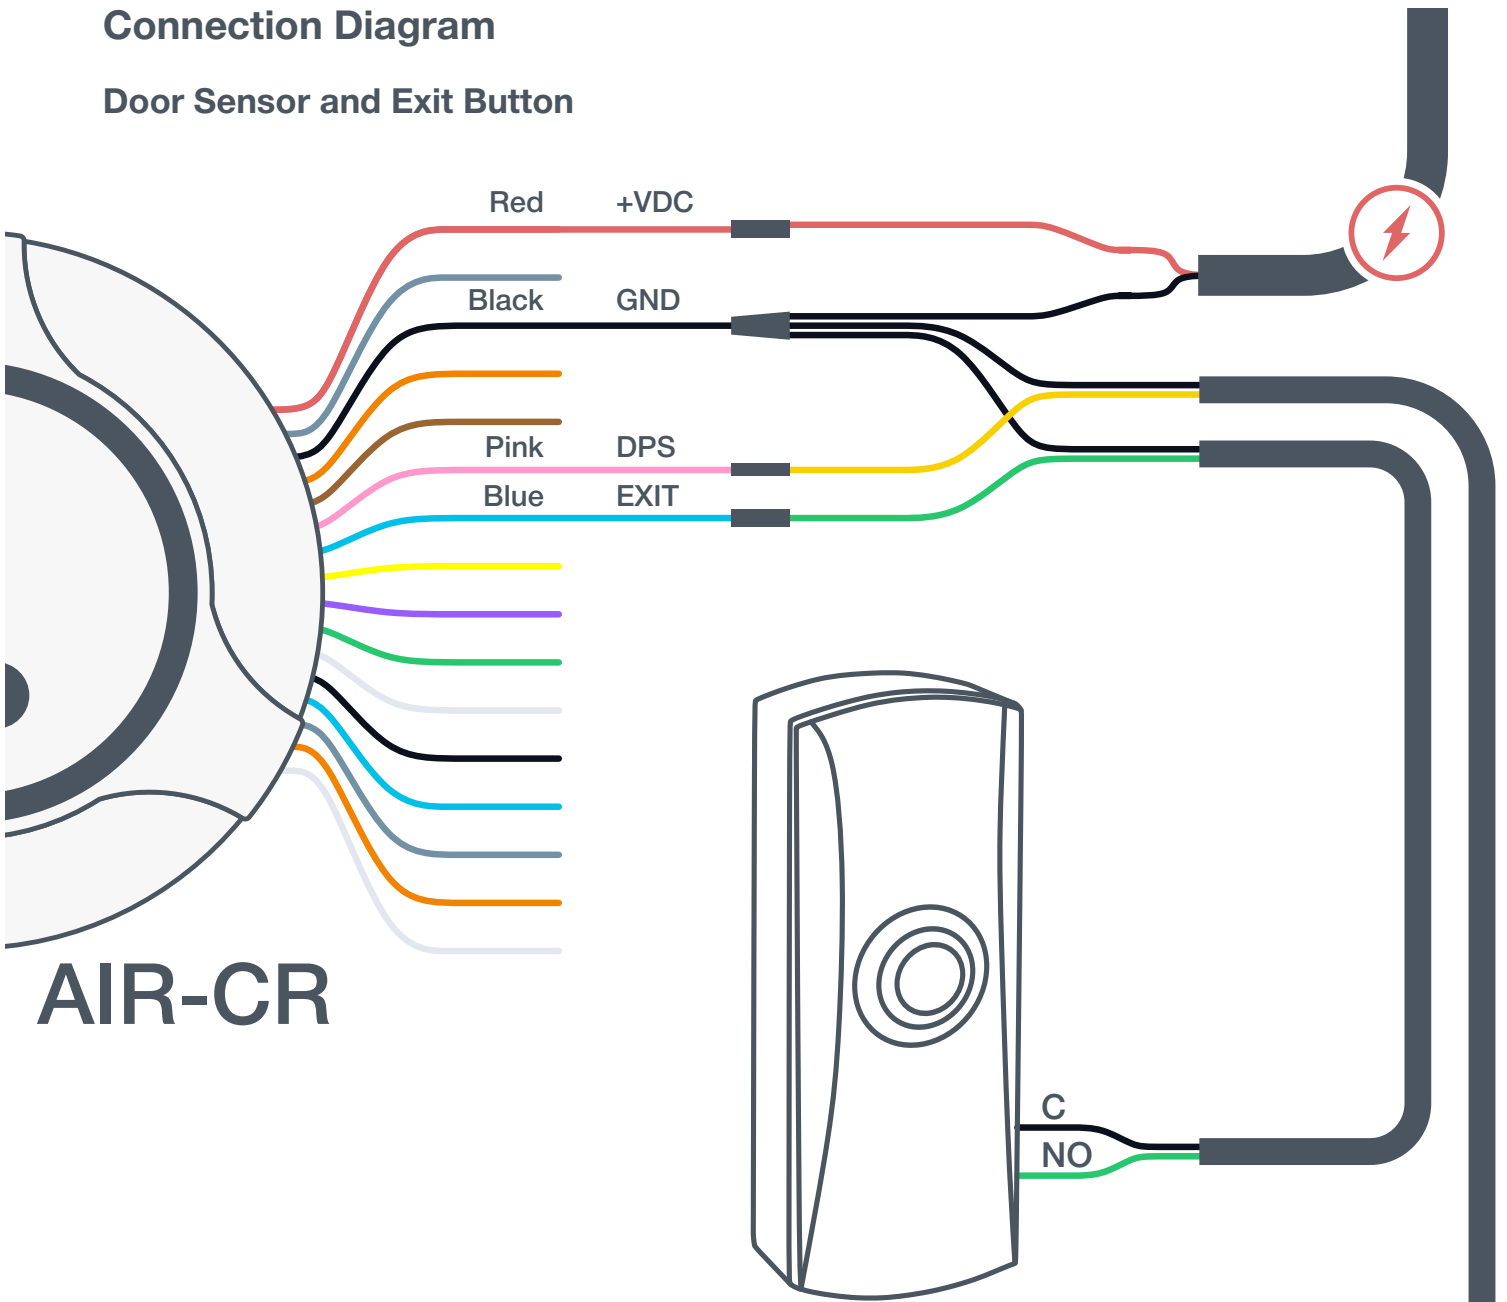 Connection Diagram
Door Sensor and Exit Button
Red +VDC
Black GND
Pink DPS
Blue EXIT
AIR-CR
C
NO